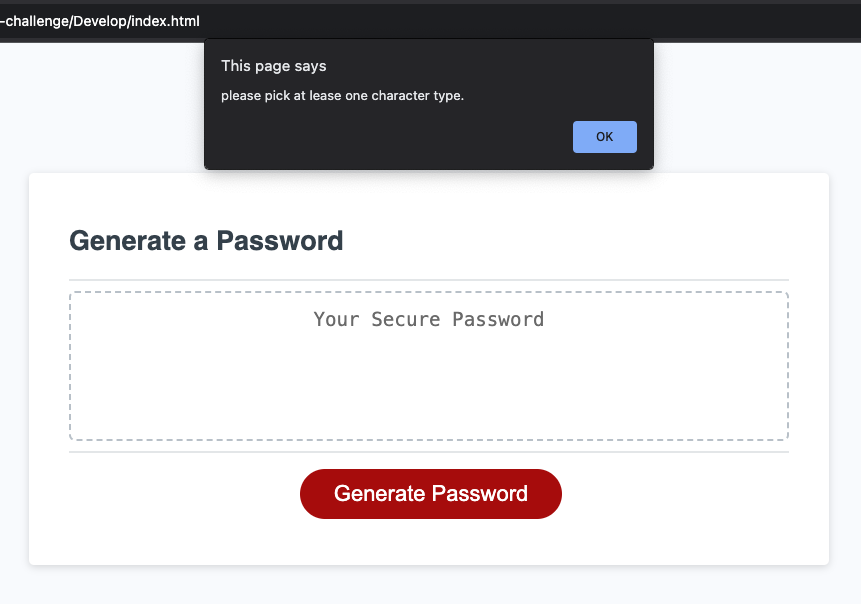 -challenge/Develop/index.html
This page says
please pick at lease one character type.
OK
Generate a Password
Your Secure Password
Generate Password